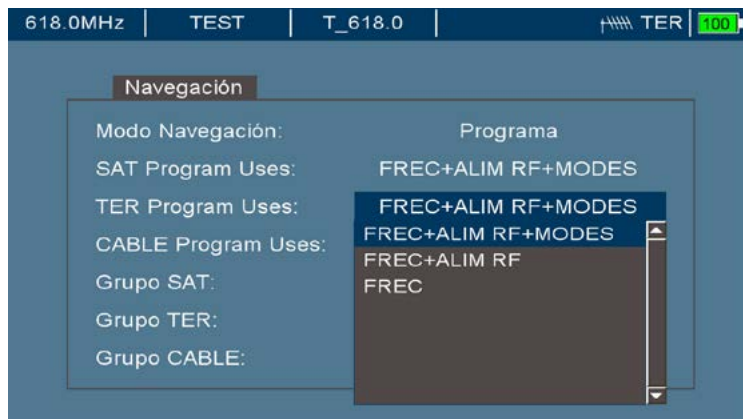 618.0MHz TEST T_618.0 TER 100
Navegación
Modo Navegación: Programa
SAT Program Uses: FREC+ALIM RF+MODES
TER Program Uses: FREC+ALIM RF+MODES
CABLE Program Uses:
FREC+ALIM RF+MODES
FREC+ALIM RF
FREC
Grupo SAT:
Grupo TER:
Grupo CABLE: